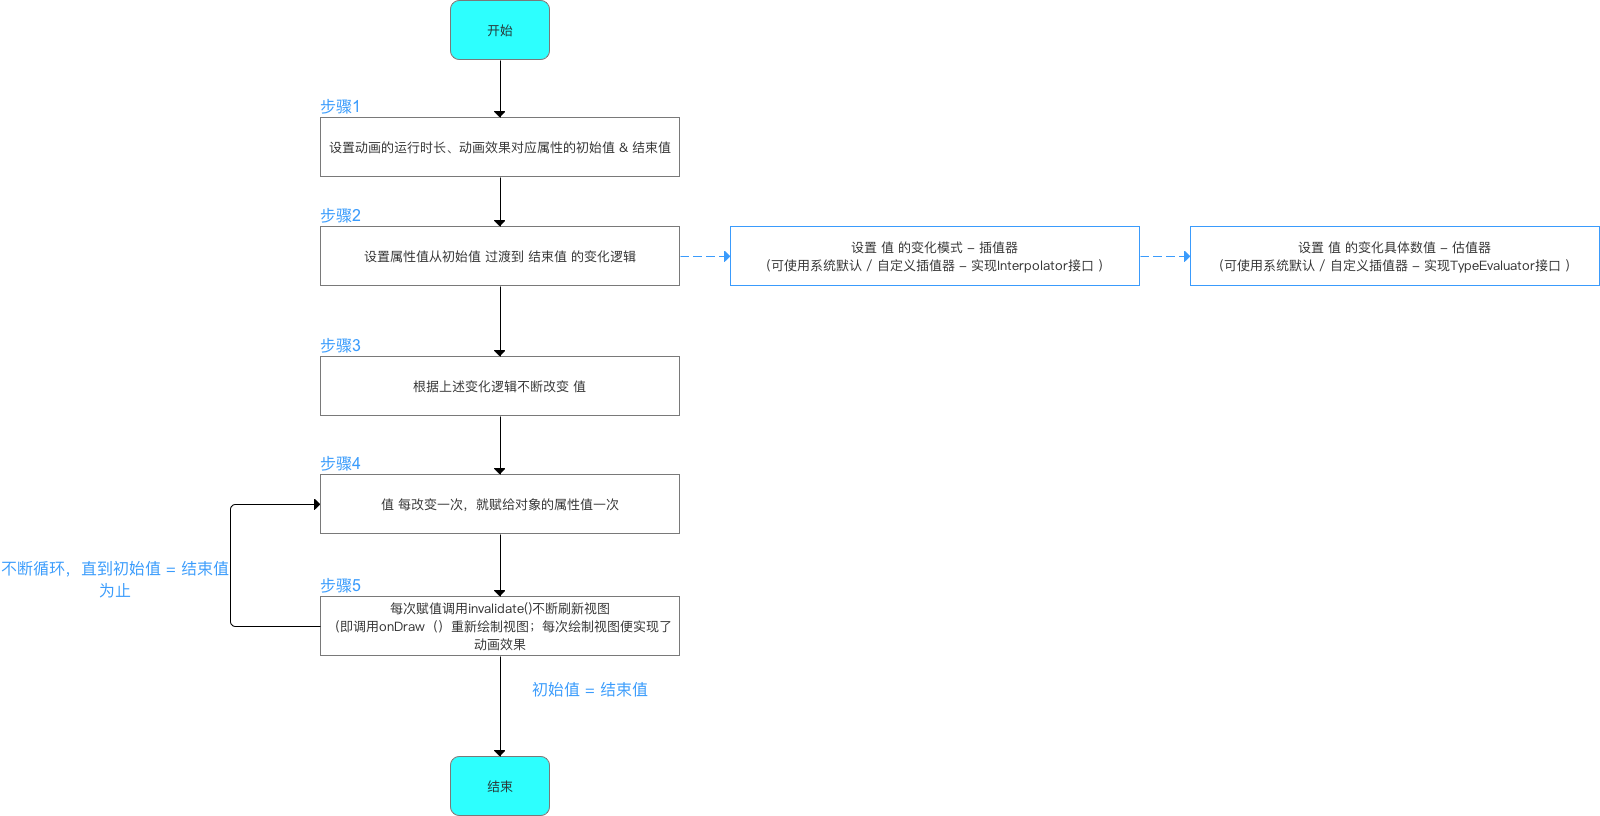 开始
步骤1
设置动画的运行时长、动画效果对应属性的初始值 & 结束值
步骤2
设置属性值从初始值 过渡到 结束值 的变化逻辑
设置 值 的变化模式 - 插值器
(可使用系统默认 / 自定义插值器 - 实现Interpolator接口 )
设置 值 的变化具体数值 - 估值器
(可使用系统默认 / 自定义插值器 - 实现TypeEvaluator接口 )
步骤3
根据上述变化逻辑不断改变 值
步骤4
值 每改变一次，就赋给对象的属性值一次
不断循环，直到初始值 = 结束值
为止
步骤5
每次赋值调用invalidate()不断刷新视图
（即调用onDraw（）重新绘制视图；每次绘制视图便实现了
动画效果
初始值 = 结束值
结束